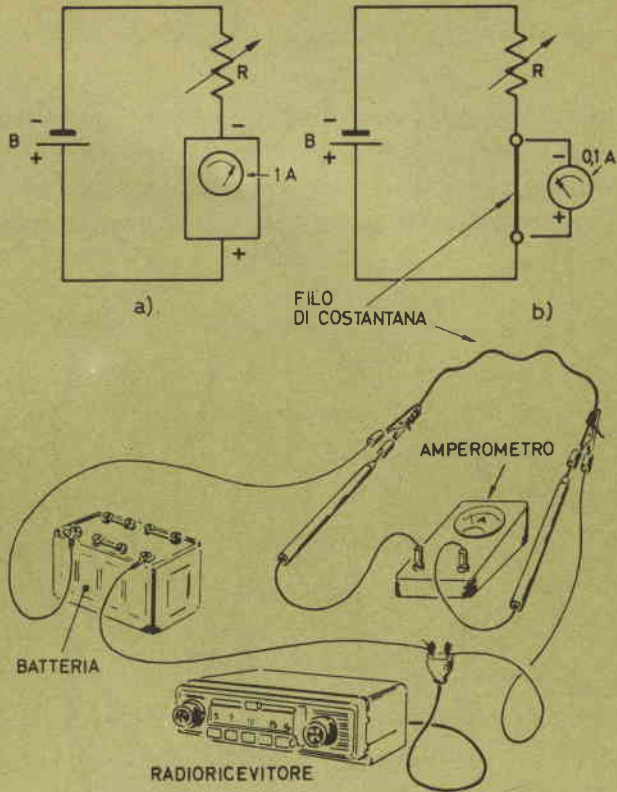 R
R
-
-
-
-
B
B
+
+
1 A
0,1 A
+
+
a)
b)
FILO
DI COSTANTANA
AMPEROMETRO
A
BATTERIA
RADIORICEVITORE